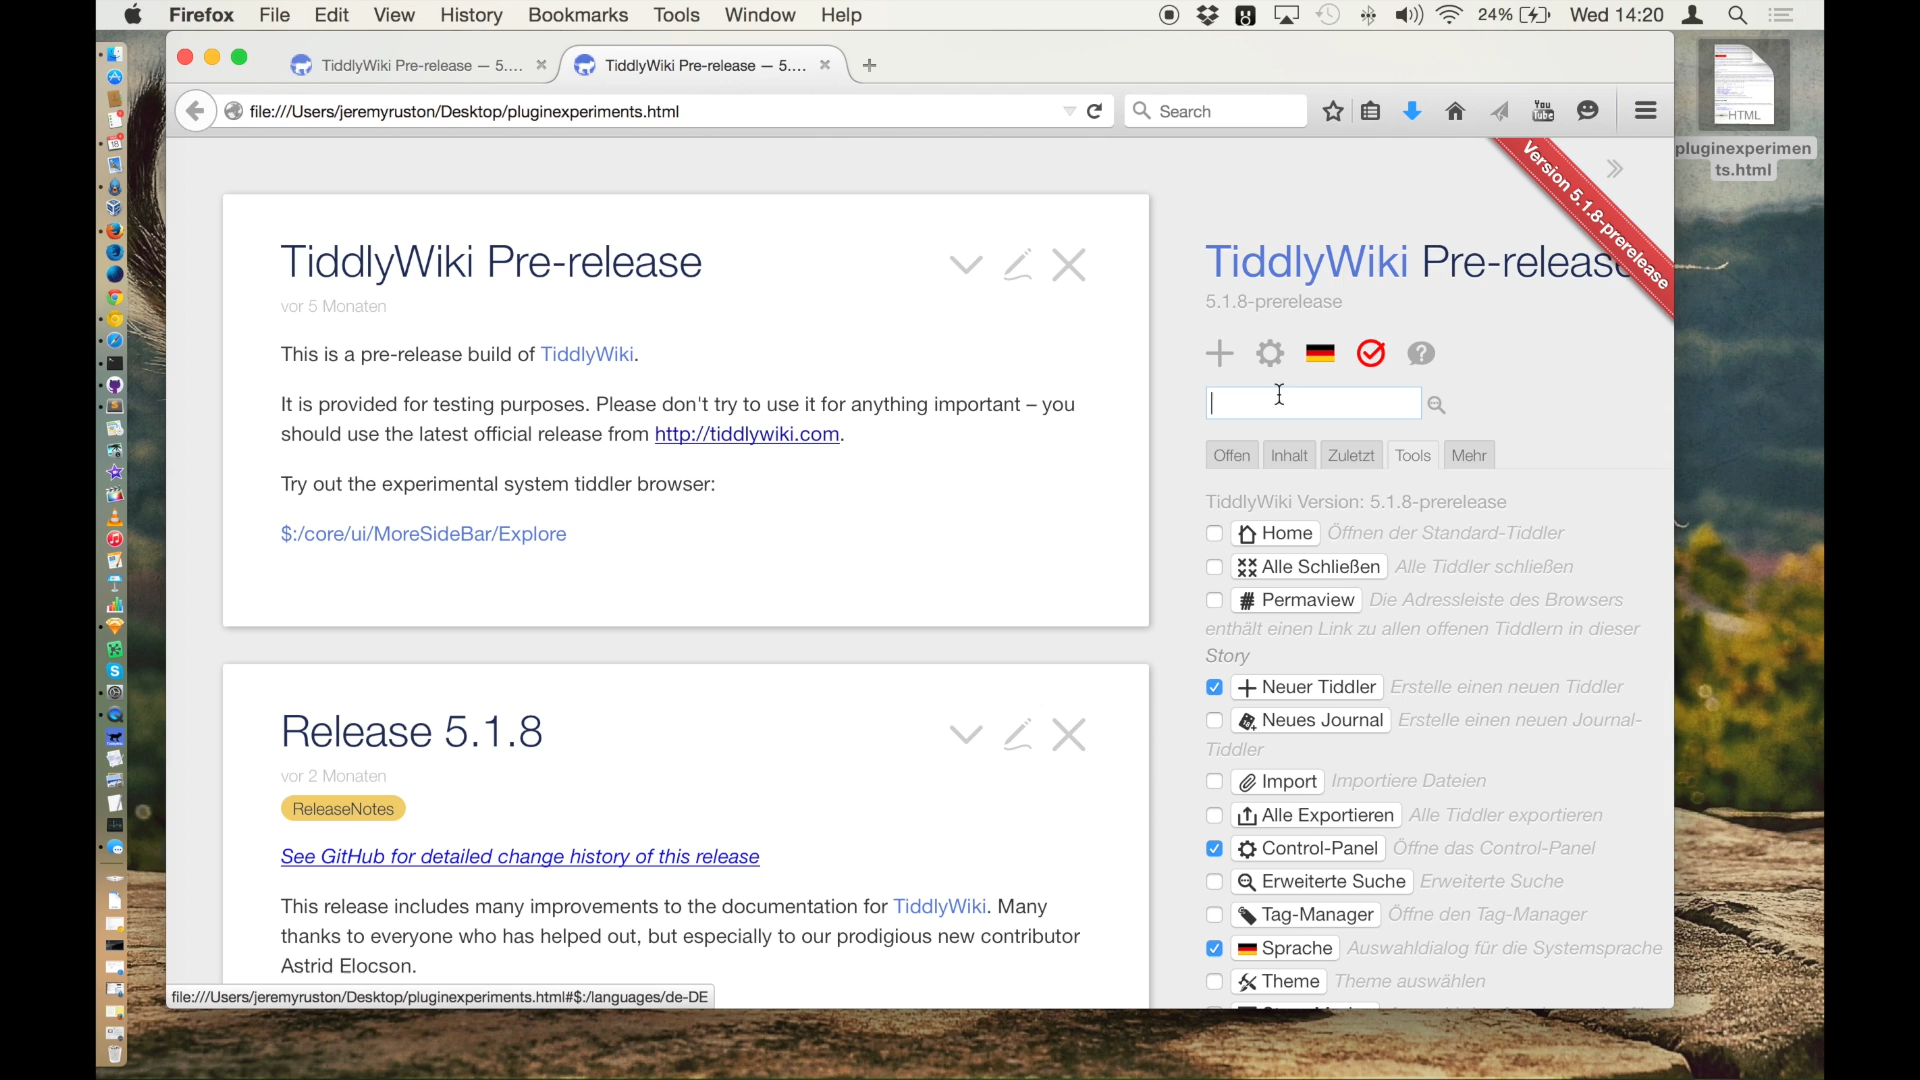 Firefox File Edit View History Bookmarks Tools Window Help 24% Wed 14:20
TiddlyWiki Pre-release — 5.... TiddlyWiki Pre-release — 5....
file:///Users/jeremyruston/Desktop/pluginexperiments.html Search You Tube
HTML
pluginexperimen
ts.html
Version 5.1.8-prerelease
TiddlyWiki Pre-release
vor 5 Monaten
This is a pre-release build of TiddlyWiki.
It is provided for testing purposes. Please don't try to use it for anything important – you
should use the latest official release from http://tiddlywiki.com.
Try out the experimental system tiddler browser:
$:/core/ui/MoreSideBar/Explore
Release 5.1.8
vor 2 Monaten
ReleaseNotes
See GitHub for detailed change history of this release
This release includes many improvements to the documentation for TiddlyWiki. Many
thanks to everyone who has helped out, but especially to our prodigious new contributor
Astrid Elocson.
file:///Users/jeremyruston/Desktop/pluginexperiments.html#$:/languages/de-DE
TiddlyWiki Pre-release
5.1.8-prerelease
Offen Inhalt Zuletzt Tools Mehr
TiddlyWiki Version: 5.1.8-prerelease
Home Öffnen der Standard-Tiddler
Alle Schließen Alle Tiddler schließen
Permaview Die Adressleiste des Browsers
enthält einen Link zu allen offenen Tiddlern in dieser
Story
Neuer Tiddler Erstelle einen neuen Tiddler
Neues Journal Erstelle einen neuen Journal-
Tiddler
Import Importiere Dateien
Alle Exportieren Alle Tiddler exportieren
Control-Panel Öffne das Control-Panel
Erweiterte Suche Erweiterte Suche
Tag-Manager Öffne den Tag-Manager
Sprache Auswahldialog für die Systemsprache
Theme Theme auswählen